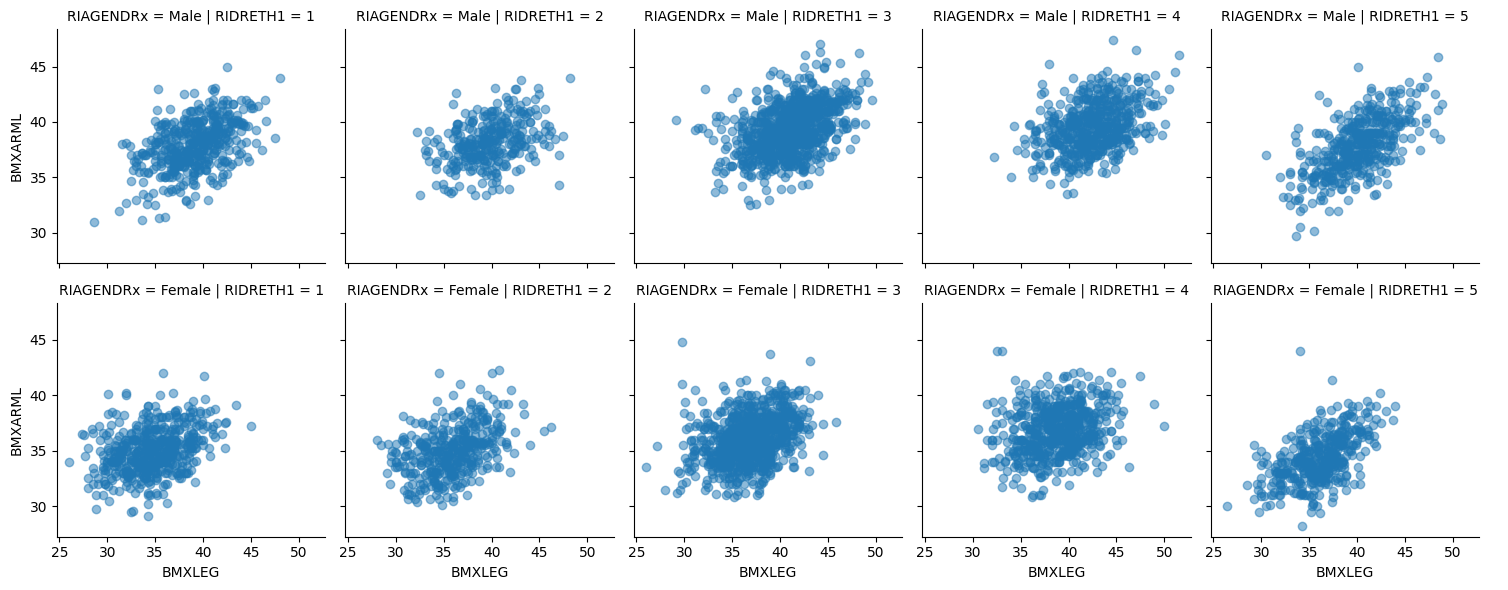 RIAGENDRx = Male | RIDRETH1 = 1
RIAGENDRx = Male | RIDRETH1 = 2
RIAGENDRx = Male | RIDRETH1 = 3
RIAGENDRx = Male | RIDRETH1 = 4
RIAGENDRx = Male | RIDRETH1 = 5
45
40
35
30
BMXARML
RIAGENDRx = Female | RIDRETH1 = 1
RIAGENDRx = Female | RIDRETH1 = 2
RIAGENDRx = Female | RIDRETH1 = 3
RIAGENDRx = Female | RIDRETH1 = 4
RIAGENDRx = Female | RIDRETH1 = 5
45
40
35
30
BMXARML
25 30 35 40 45 50
25 30 35 40 45 50
25 30 35 40 45 50
25 30 35 40 45 50
25 30 35 40 45 50
BMXLEG
BMXLEG
BMXLEG
BMXLEG
BMXLEG